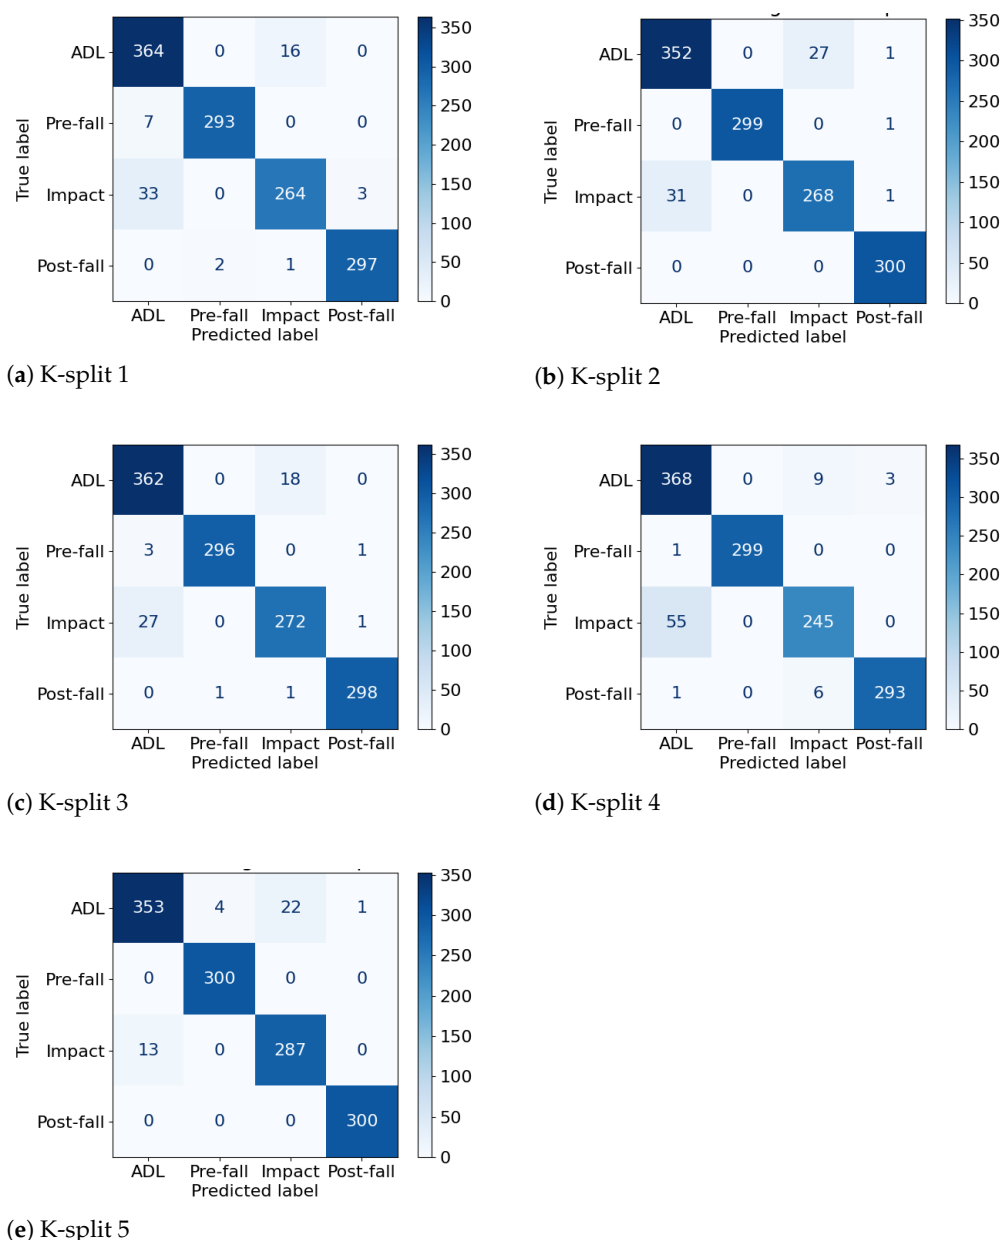 ADL 364 0 16 0
Pre-fall 7 293 0 0
Impact 33 0 264 3
Post-fall 0 2 1 297
ADL Pre-fall Impact Post-fall
Predicted label
True label
350
300
250
200
150
100
50
0
(a) K-split 1
ADL 352 0 27 1
Pre-fall 0 299 0 1
Impact 31 0 268 1
Post-fall 0 0 0 300
ADL Pre-fall Impact Post-fall
Predicted label
True label
350
300
250
200
150
100
50
0
(b) K-split 2
ADL 362 0 18 0
Pre-fall 3 296 0 1
Impact 27 0 272 1
Post-fall 0 1 1 298
ADL Pre-fall Impact Post-fall
Predicted label
True label
350
300
250
200
150
100
50
0
(c) K-split 3
ADL 368 0 9 3
Pre-fall 1 299 0 0
Impact 55 0 245 0
Post-fall 1 0 6 293
ADL Pre-fall Impact Post-fall
Predicted label
True label
350
300
250
200
150
100
50
0
(d) K-split 4
ADL 353 4 22 1
Pre-fall 0 300 0 0
Impact 13 0 287 0
Post-fall 0 0 0 300
ADL Pre-fall Impact Post-fall
Predicted label
True label
350
300
250
200
150
100
50
0
(e) K-split 5